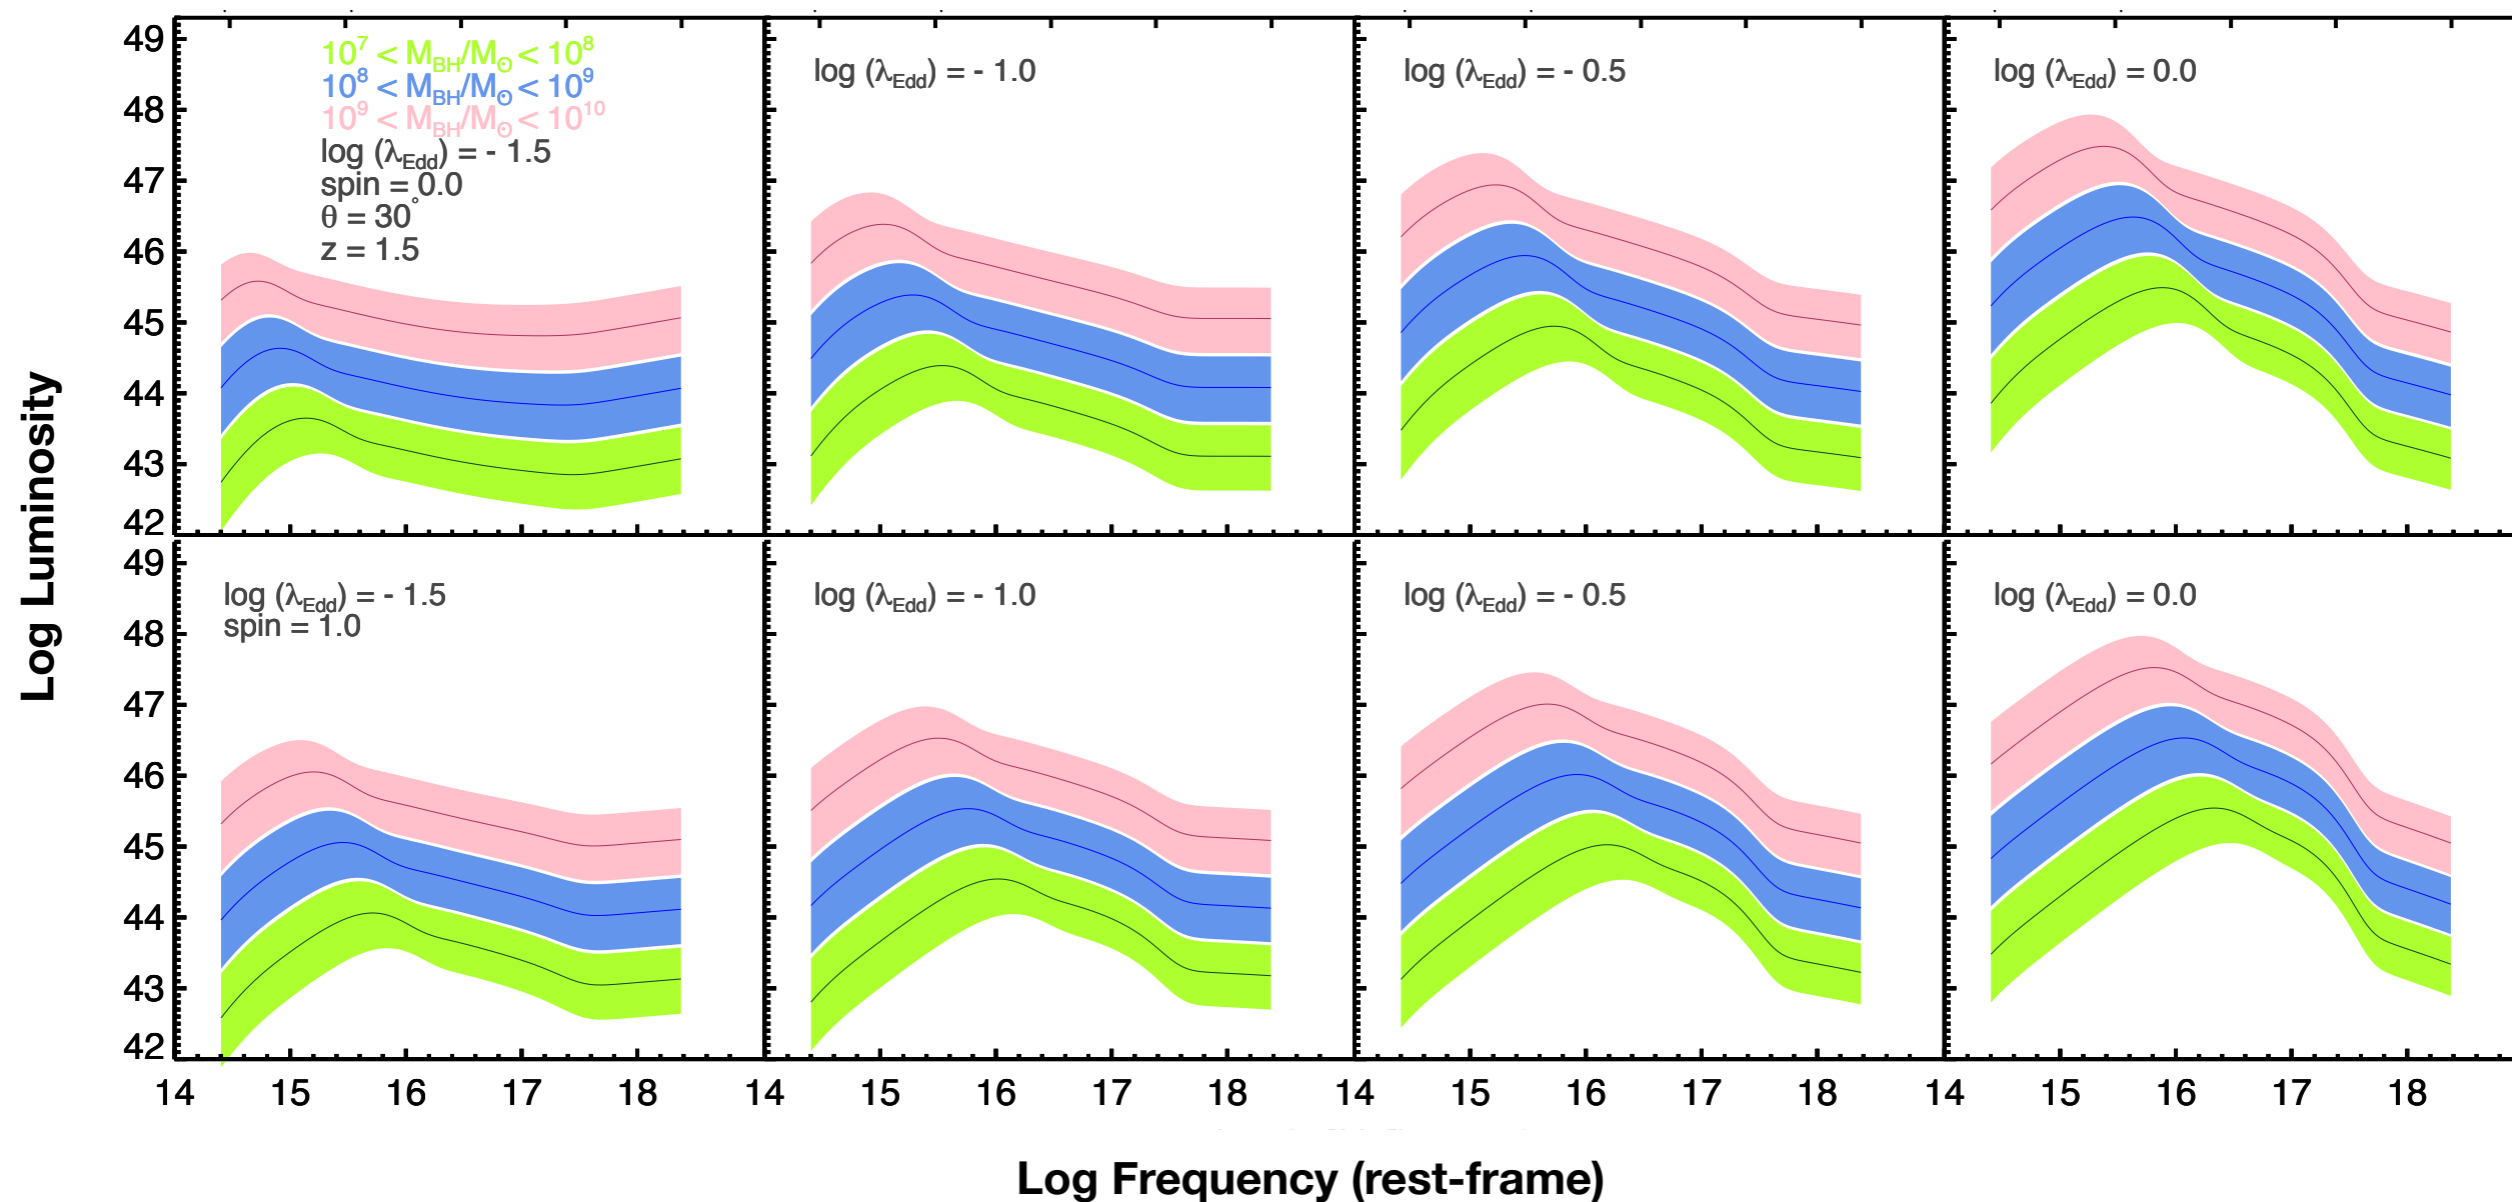 Log Luminosity
49
48
47
46
45
44
43
42
10⁷ < M_BH/M_⊙ < 10⁸
10⁸ < M_BH/M_⊙ < 10⁹
10⁹ < M_BH/M_⊙ < 10¹⁰
log (λ_Edd) = - 1.5
spin = 0.0
θ = 30°
z = 1.5
log (λ_Edd) = - 1.0
log (λ_Edd) = - 0.5
log (λ_Edd) = 0.0
49
48
47
46
45
44
43
42
log (λ_Edd) = - 1.5
spin = 1.0
log (λ_Edd) = - 1.0
log (λ_Edd) = - 0.5
log (λ_Edd) = 0.0
14 15 16 17 18 14 15 16 17 18 14 15 16 17 18 14 15 16 17 18
Log Frequency (rest-frame)